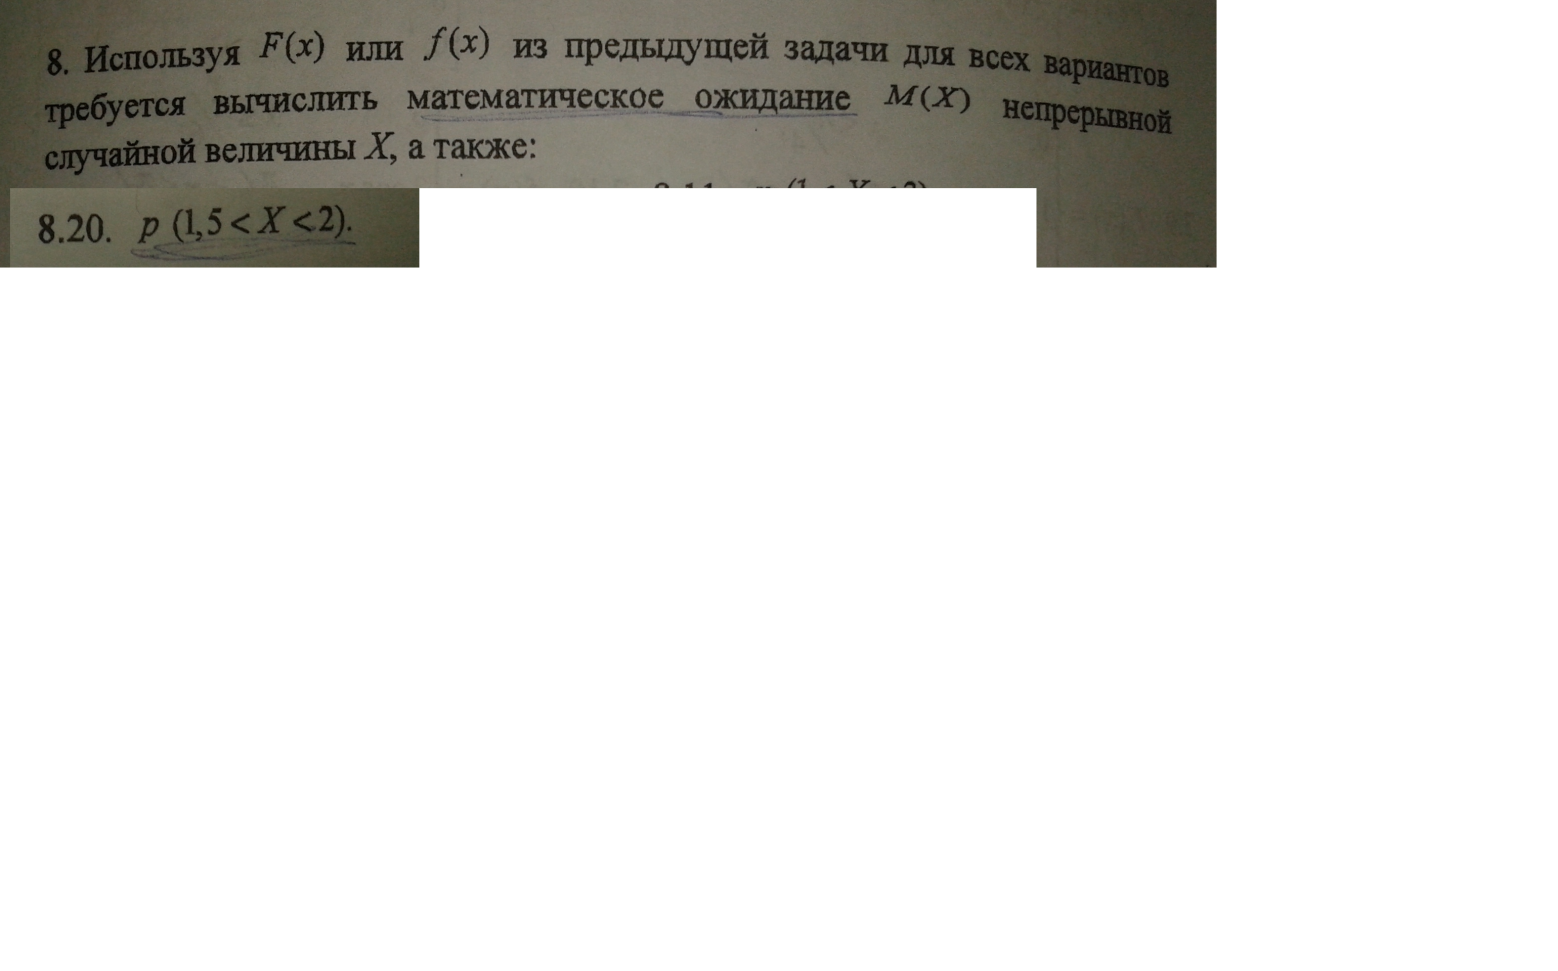 8. Используя F(x) или f(x) из предыдущей задачи для всех вариантов
требуется вычислить математическое ожидание M(X) непрерывной
случайной величины X, а также:
8.20. p (1,5 < X < 2).